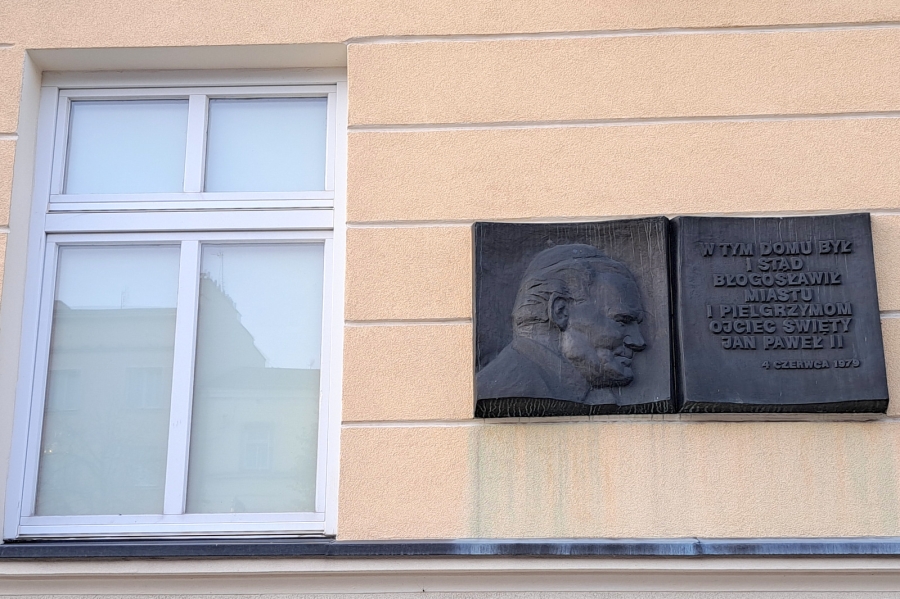 W TYM DOMU BYŁ
I STĄD
BŁOGOSŁAWIŁ
MIASTU
I PIELGRZYMOM
OJCIEC ŚWIĘTY
JAN PAWEŁ II
4 CZERWCA 1979